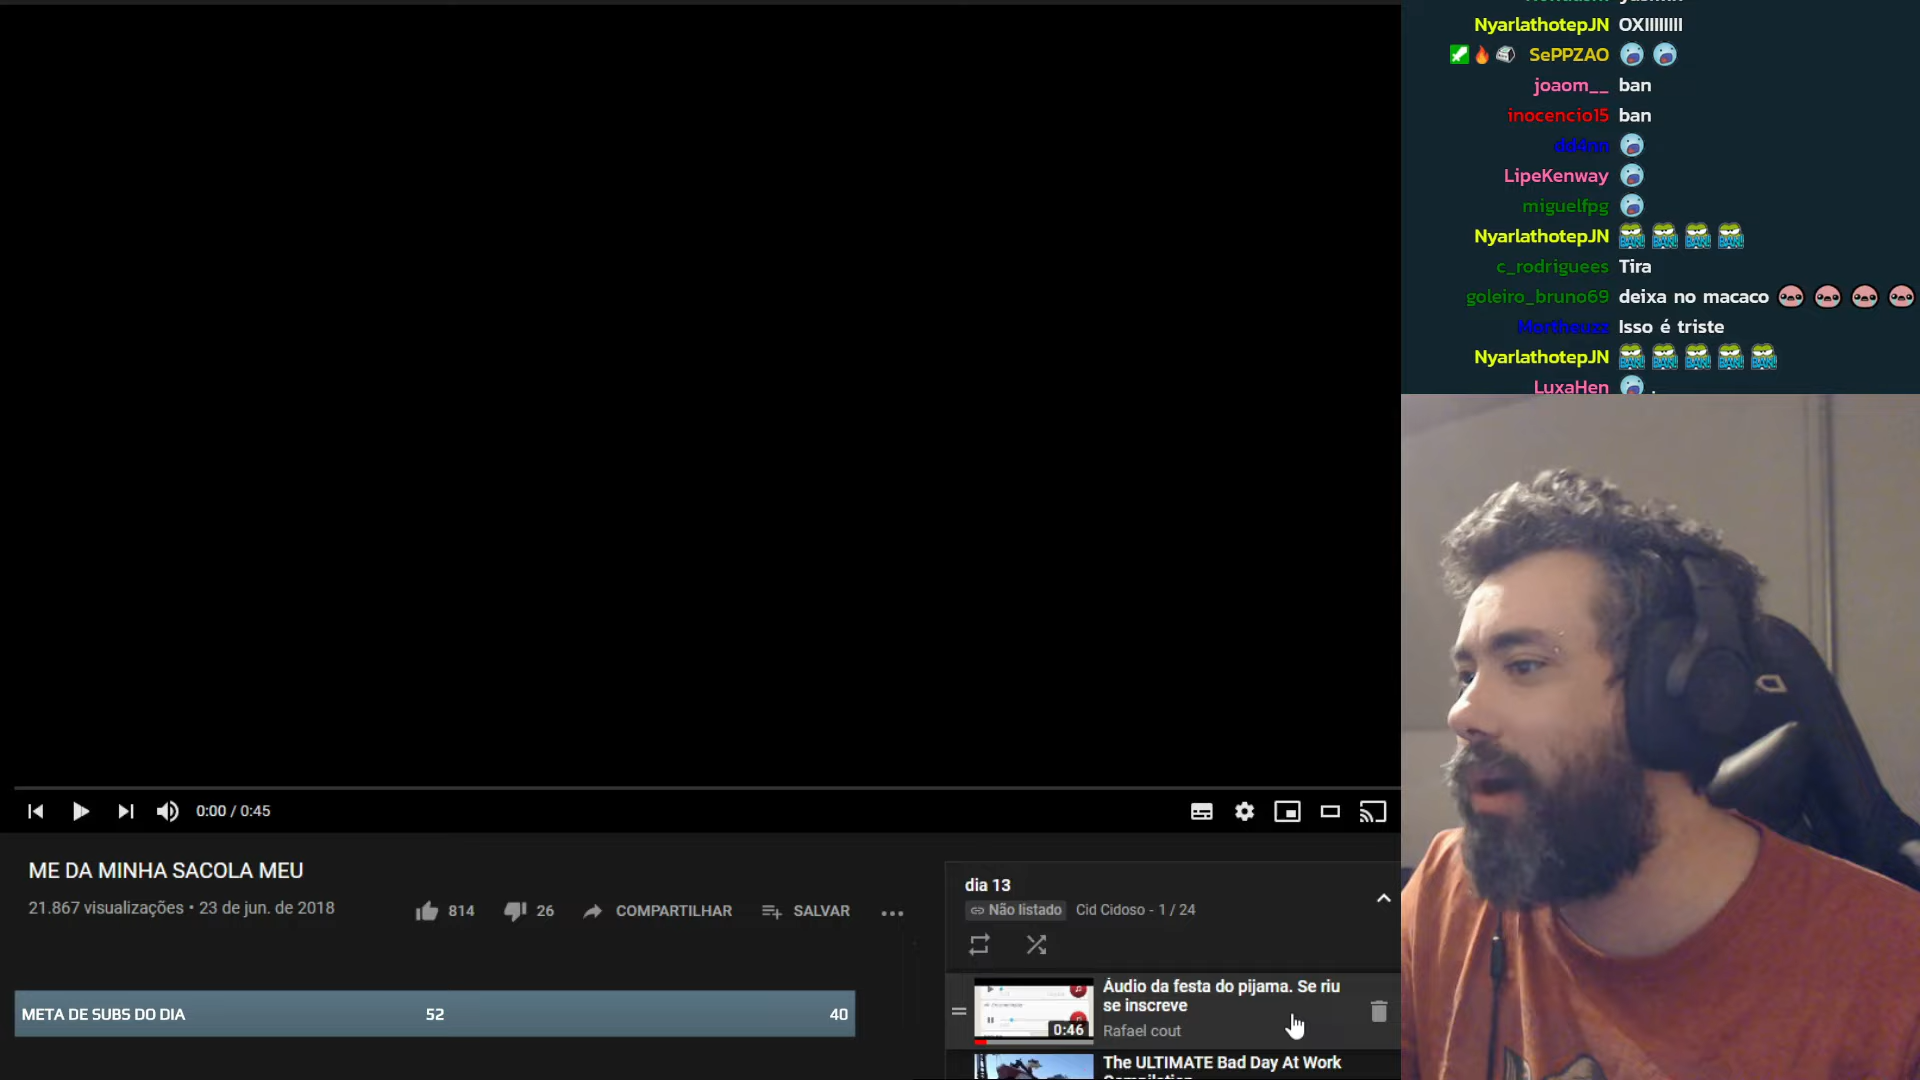 NyarlathotepJN OXIIIIIIII
SePPZAO
joaom__ ban
inocencio15 ban
dd4nn
LipeKenway
miguelfpg
NyarlathotepJN
c_rodriguees Tira
goleiro_bruno69 deixa no macaco
Mortheuzz Isso é triste
NyarlathotepJN
LuxaHen .
0:00 / 0:45
ME DA MINHA SACOLA MEU
21.867 visualizações • 23 de jun. de 2018
814
26
COMPARTILHAR
SALVAR
META DE SUBS DO DIA 52 40
dia 13
Não listado Cid Cidoso - 1 / 24
0:46
Áudio da festa do pijama. Se riu
se inscreve
Rafael cout
The ULTIMATE Bad Day At Work